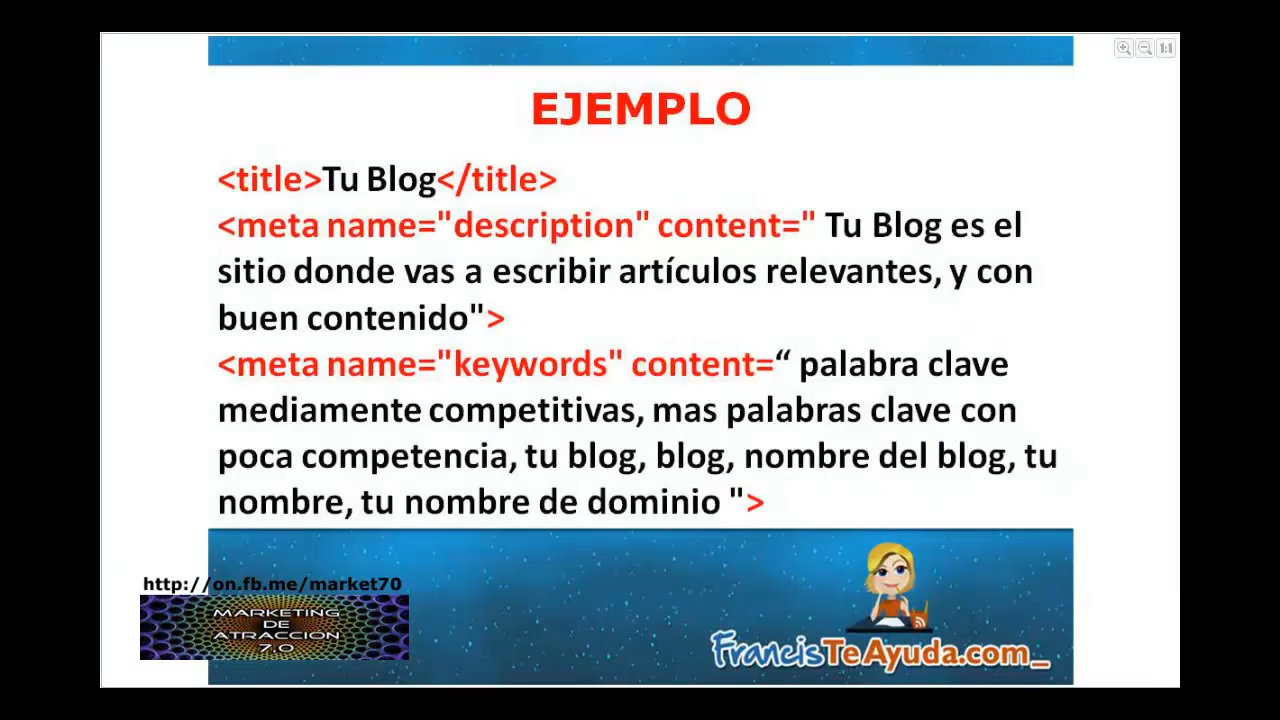 EJEMPLO
<title>Tu Blog</title>
<meta name="description" content=" Tu Blog es el
sitio donde vas a escribir artículos relevantes, y con
buen contenido">
<meta name="keywords" content=“ palabra clave
mediamente competitivas, mas palabras clave con
poca competencia, tu blog, blog, nombre del blog, tu
nombre, tu nombre de dominio ">
http://on.fb.me/market70
MARKETING
DE
ATRACCION
7.0
FrancisTeAyuda.com_
1:1